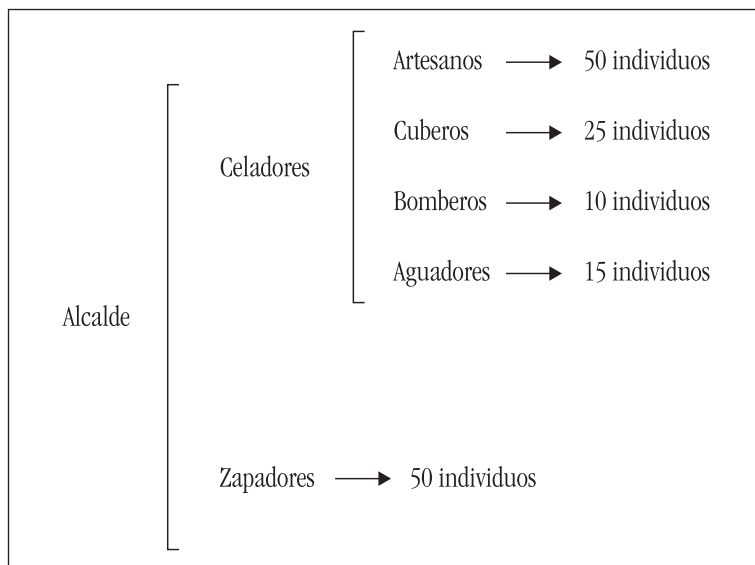 Artesanos → 50 individuos
Cuberos → 25 individuos
Celadores
Bomberos → 10 individuos
Aguadores → 15 individuos
Alcalde
Zapadores → 50 individuos